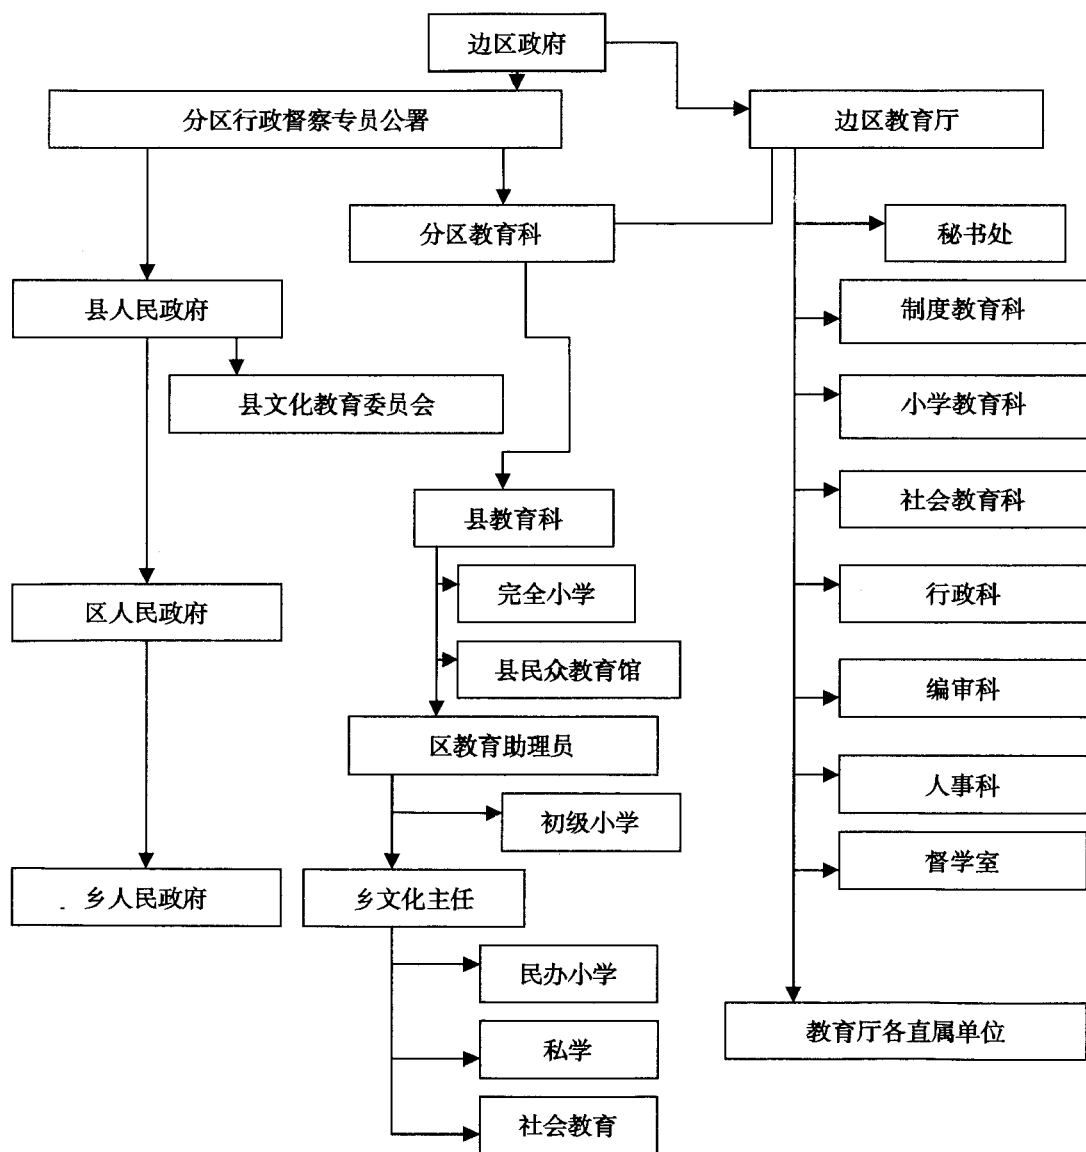 边区政府
分区行政督察专员公署
边区教育厅
分区教育科
秘书处
县人民政府
制度教育科
县文化教育委员会
小学教育科
县教育科
社会教育科
完全小学
行政科
区人民政府
县民众教育馆
编审科
区教育助理员
人事科
初级小学
督学室
乡人民政府
乡文化主任
民办小学
教育厅各直属单位
私学
社会教育